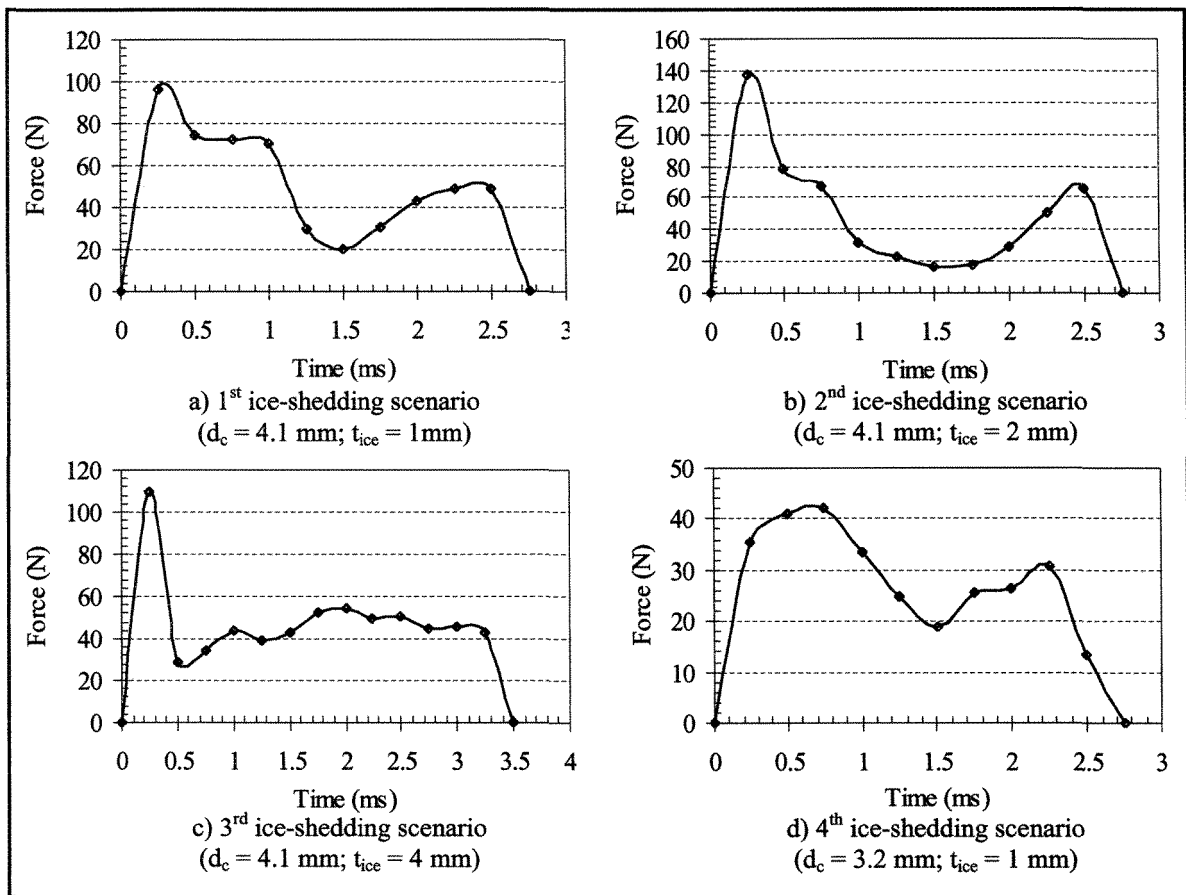 120
100
80
60
40
20
0
Force (N)
0 0.5 1 1.5 2 2.5 3
Time (ms)
a) 1st ice-shedding scenario
(dc = 4.1 mm; tice = 1mm)
160
140
120
100
80
60
40
20
0
Force (N)
0 0.5 1 1.5 2 2.5 3
Time (ms)
b) 2nd ice-shedding scenario
(dc = 4.1 mm; tice = 2 mm)
120
100
80
60
40
20
0
Force (N)
0 0.5 1 1.5 2 2.5 3 3.5 4
Time (ms)
c) 3rd ice-shedding scenario
(dc = 4.1 mm; tice = 4 mm)
50
40
30
20
10
0
Force (N)
0 0.5 1 1.5 2 2.5 3
Time (ms)
d) 4th ice-shedding scenario
(dc = 3.2 mm; tice = 1 mm)